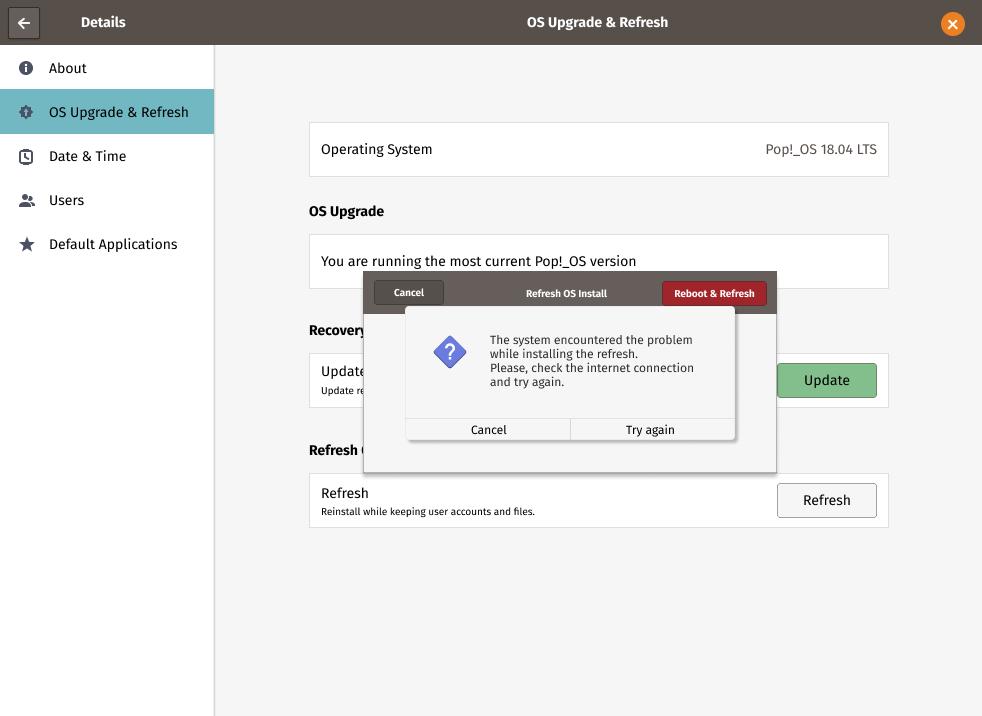 Details
OS Upgrade & Refresh
About
OS Upgrade & Refresh
Date & Time
Users
Default Applications
Operating System
Pop!_OS 18.04 LTS
OS Upgrade
You are running the most current Pop!_OS version
Recovery
Update
Update
Update re
Refresh
Refresh
Refresh
Reinstall while keeping user accounts and files.
Cancel
Refresh OS Install
Reboot & Refresh
The system encountered the problem
while installing the refresh.
Please, check the internet connection
and try again.
Cancel
Try again